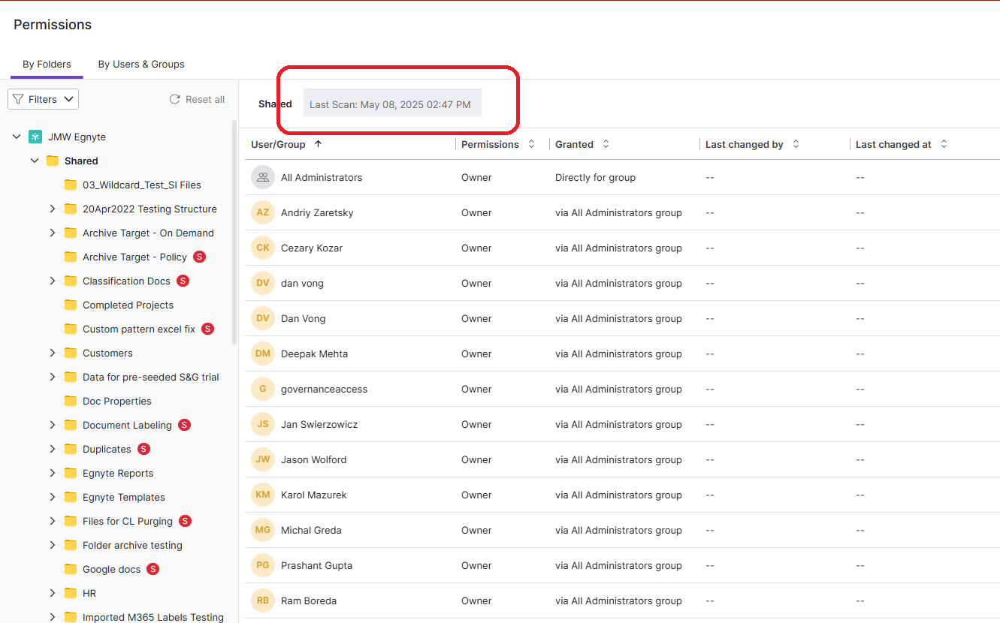 Permissions
By Folders By Users & Groups
Filters Reset all
JMW Egnyte
Shared
03_Wildcard_Test_SI Files
20Apr2022 Testing Structure
Archive Target - On Demand
Archive Target - Policy S
Classification Docs S
Completed Projects
Custom pattern excel fix S
Customers
Data for pre-seeded S&G trial
Doc Properties
Document Labeling S
Duplicates S
Egnyte Reports
Egnyte Templates
Files for CL Purging S
Folder archive testing
Google docs S
HR
Imported M365 Labels Testing
Shared Last Scan: May 08, 2025 02:47 PM
User/Group Permissions Granted Last changed by Last changed at
All Administrators Owner Directly for group -- --
AZ Andriy Zaretsky Owner via All Administrators group -- --
CK Cezary Kozar Owner via All Administrators group -- --
DV dan vong Owner via All Administrators group -- --
DV Dan Vong Owner via All Administrators group -- --
DM Deepak Mehta Owner via All Administrators group -- --
G governanceaccess Owner via All Administrators group -- --
JS Jan Swierzowicz Owner via All Administrators group -- --
JW Jason Wolford Owner via All Administrators group -- --
KM Karol Mazurek Owner via All Administrators group -- --
MG Michal Greda Owner via All Administrators group -- --
PG Prashant Gupta Owner via All Administrators group -- --
RB Ram Boreda Owner via All Administrators group -- --